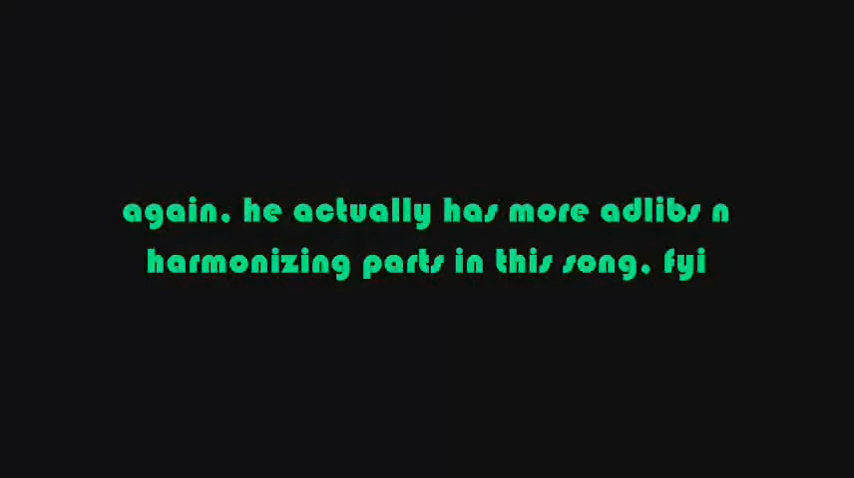 again, he actually has more adlibs n
harmonizing parts in this song, fyi